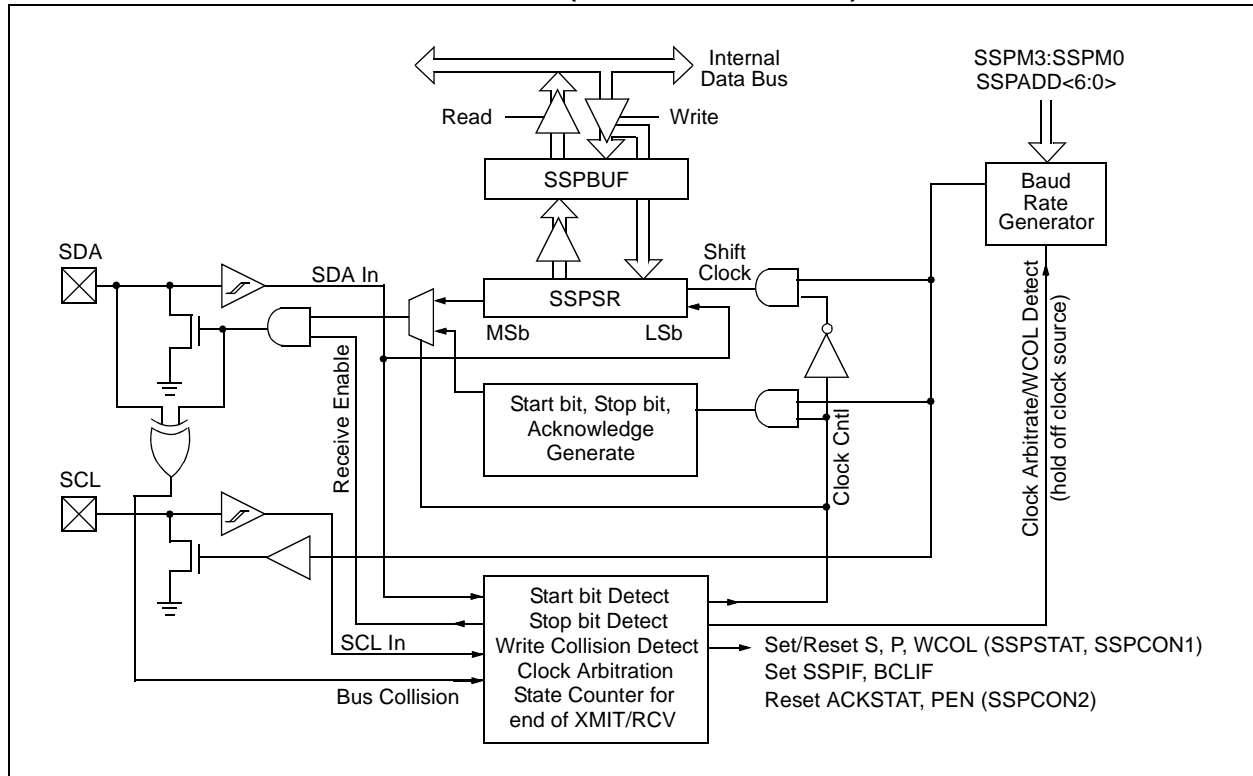 Internal
Data Bus
SSPM3:SSPM0
SSPADD<6:0>
Read
Write
SSPBUF
Baud
Rate
Generator
SDA
SDA In
Shift
Clock
SSPSR
MSb
LSb
Start bit, Stop bit,
Acknowledge
Generate
Receive Enable
Clock Cntl
Clock Arbitrate/WCOL Detect
(hold off clock source)
SCL
SCL In
Bus Collision
Start bit Detect
Stop bit Detect
Write Collision Detect
Clock Arbitration
State Counter for
end of XMIT/RCV
Set/Reset S, P, WCOL (SSPSTAT, SSPCON1)
Set SSPIF, BCLIF
Reset ACKSTAT, PEN (SSPCON2)